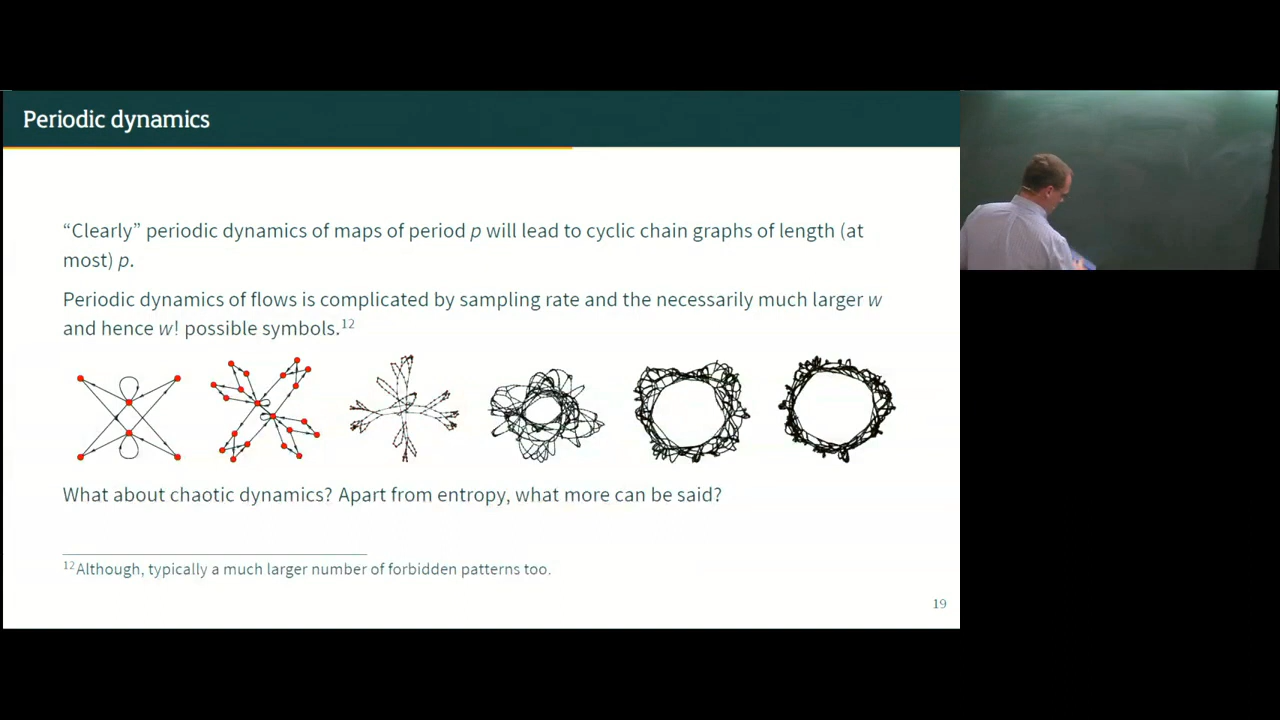 Periodic dynamics
“Clearly” periodic dynamics of maps of period p will lead to cyclic chain graphs of length (at
most) p.
Periodic dynamics of flows is complicated by sampling rate and the necessarily much larger w
and hence w! possible symbols.12
What about chaotic dynamics? Apart from entropy, what more can be said?
12Although, typically a much larger number of forbidden patterns too.
19